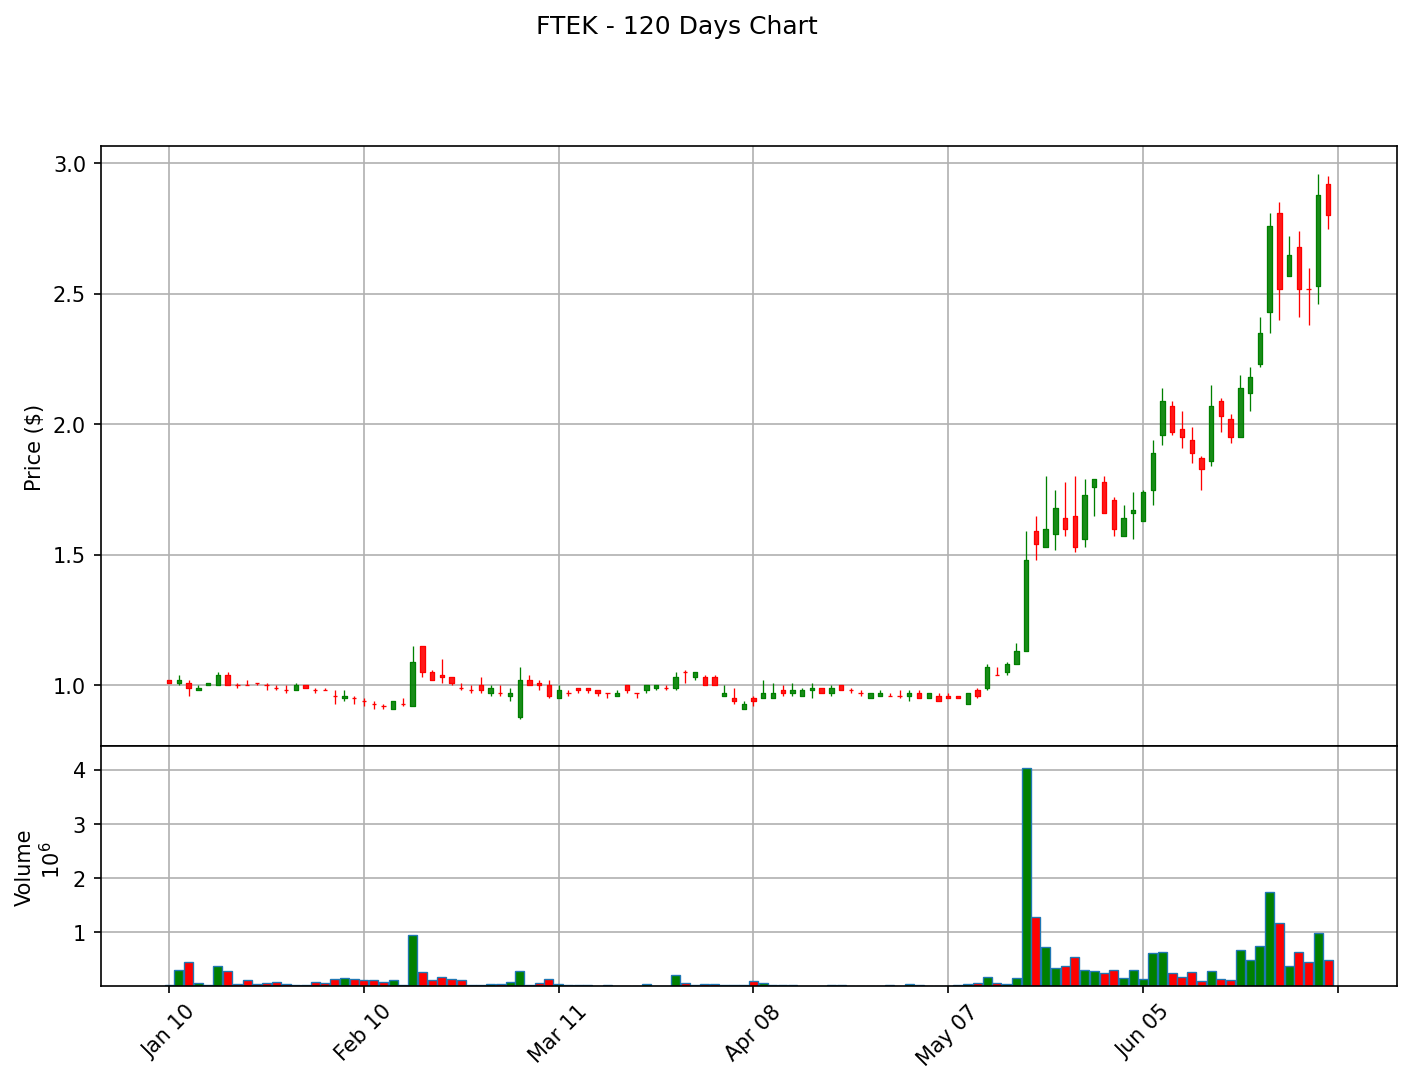 FTEK - 120 Days Chart
3.0
2.5
2.0
1.5
1.0
Price ($)
4
3
2
1
Volume
10⁶
Jan 10
Feb 10
Mar 11
Apr 08
May 07
Jun 05